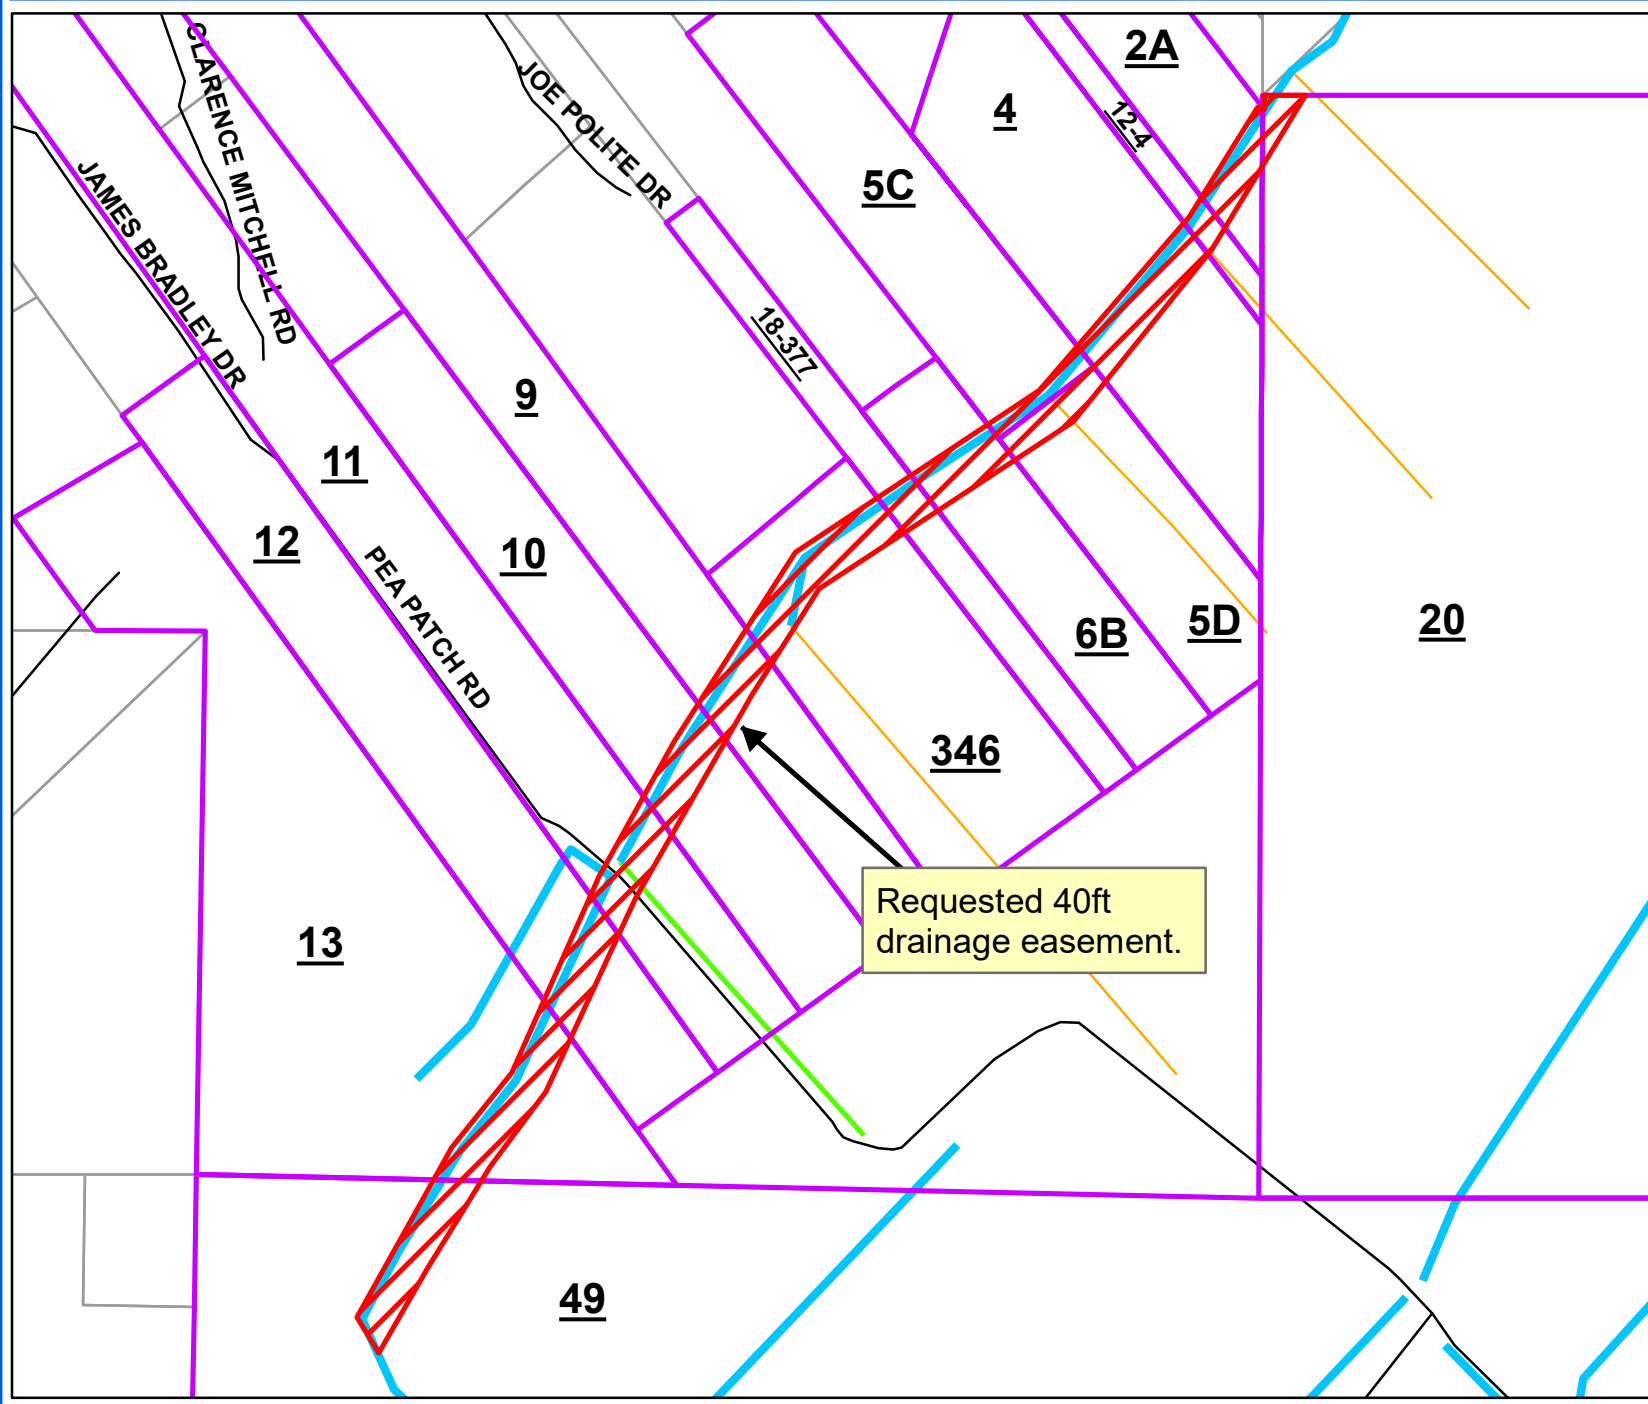 2A
CLARENCE MITCHELL RD
JOE POLITE DR
4
12-4
5C
JAMES BRADLEY DR
18-377
9
11
12
10
PEA PATCH RD
6B
5D
20
346
Requested 40ft
drainage easement.
13
49